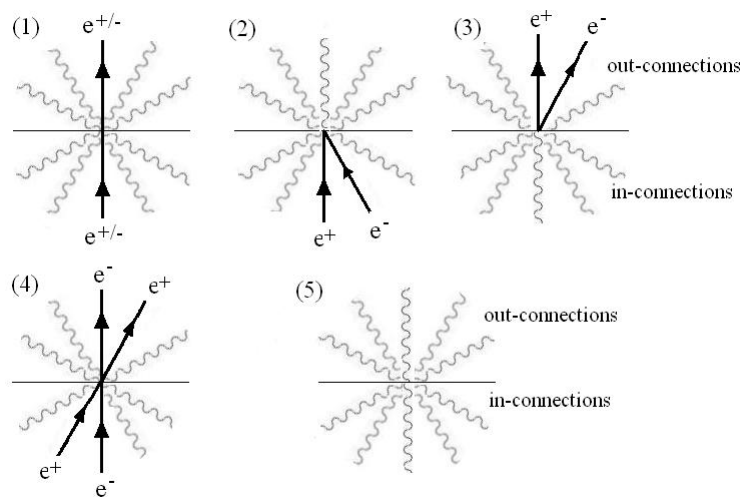 (1)
e+/-
e+/-
(2)
e+
e-
(3)
e+
e-
out-connections
in-connections
(4)
e-
e+
e+
e-
(5)
out-connections
in-connections